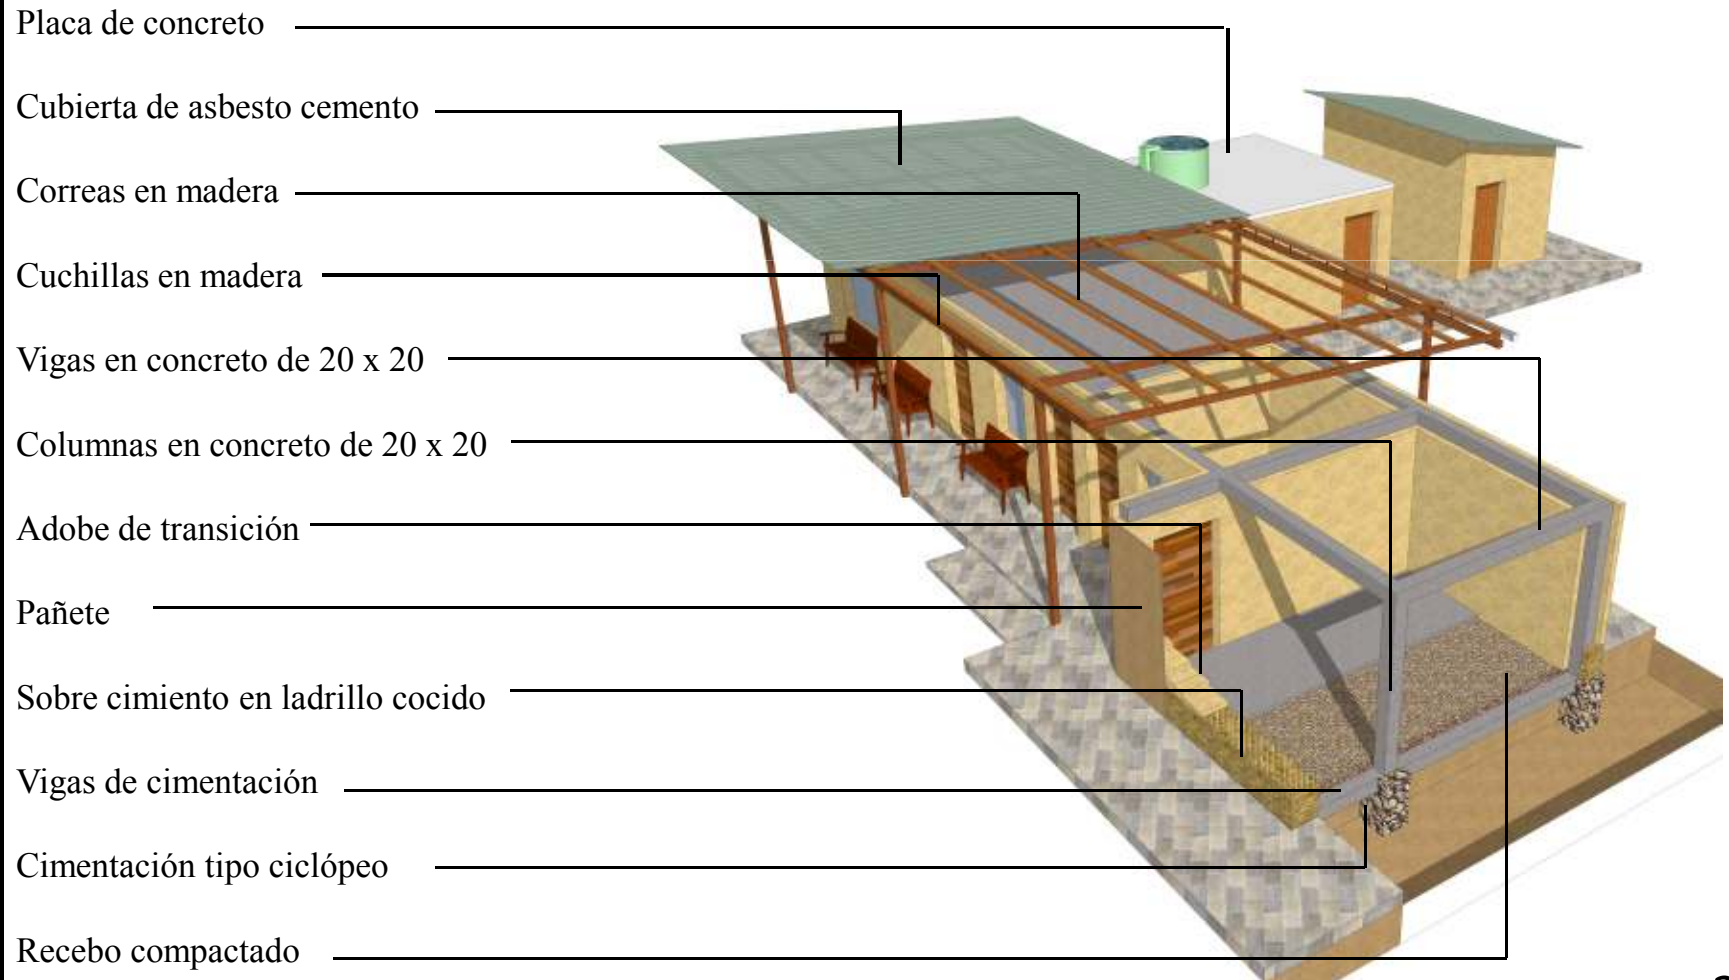 Placa de concreto
Cubierta de asbesto cemento
Correas en madera
Cuchillas en madera
Vigas en concreto de 20 x 20
Columnas en concreto de 20 x 20
Adobe de transición
Pañete
Sobre cimiento en ladrillo cocido
Vigas de cimentación
Cimentación tipo ciclópeo
Recebo compactado